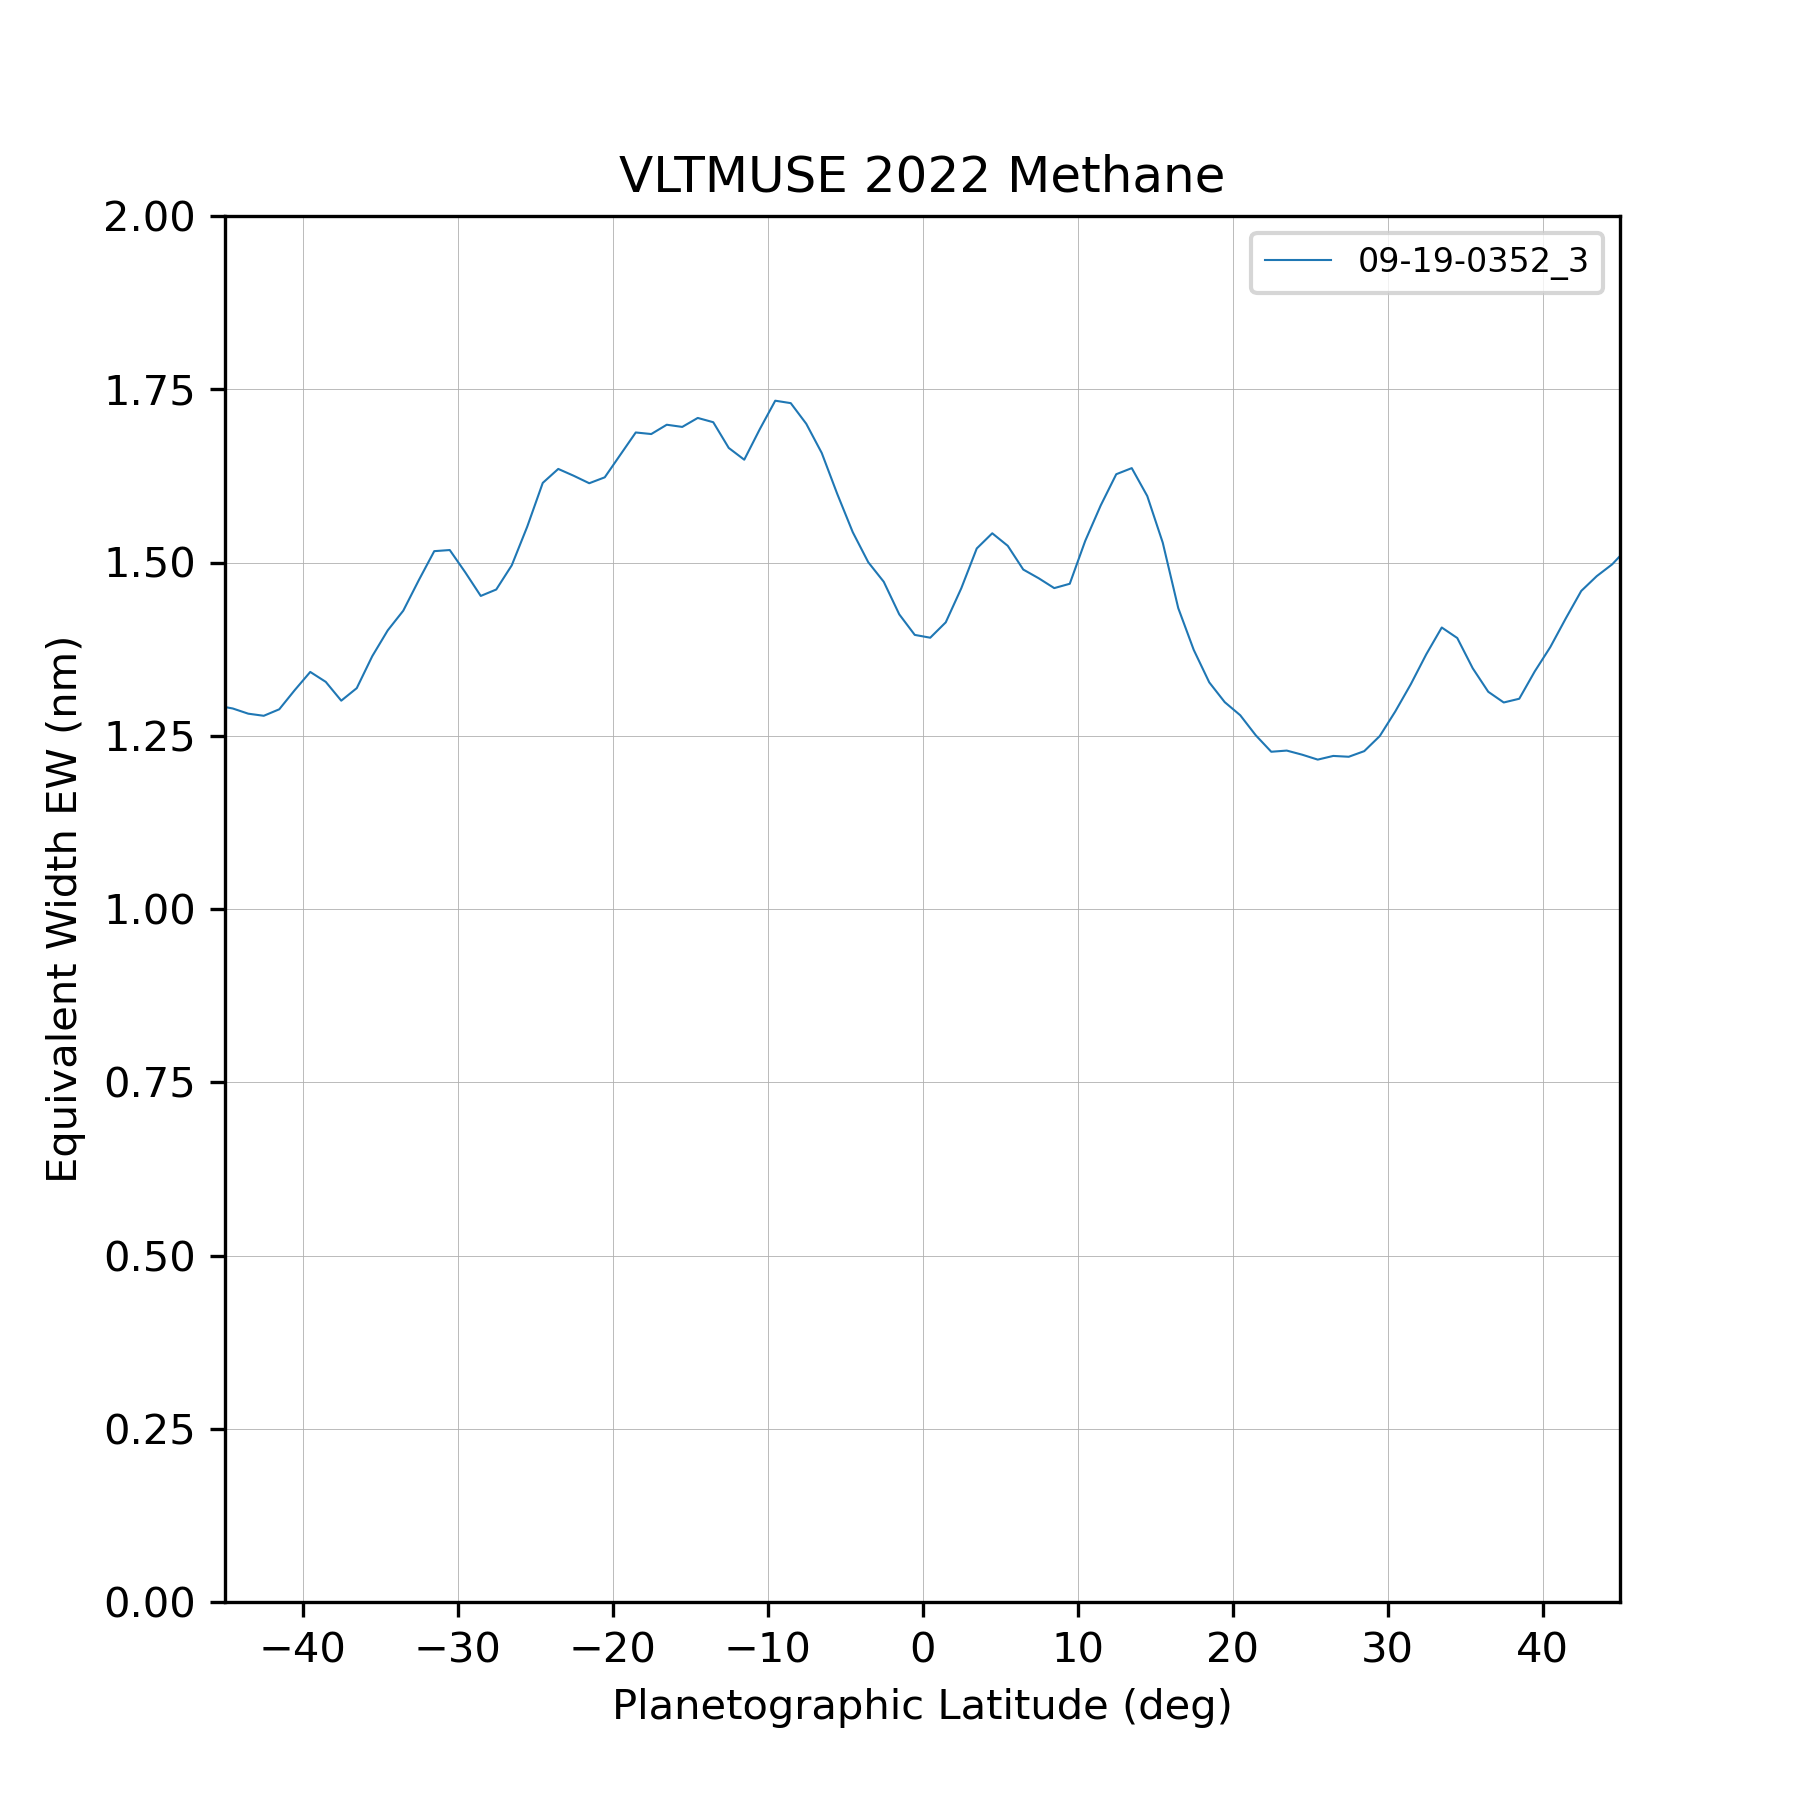 VLTMUSE 2022 Methane
09-19-0352_3
Equivalent Width EW (nm)
2.00
1.75
1.50
1.25
1.00
0.75
0.50
0.25
0.00
−40 −30 −20 −10 0 10 20 30 40
Planetographic Latitude (deg)